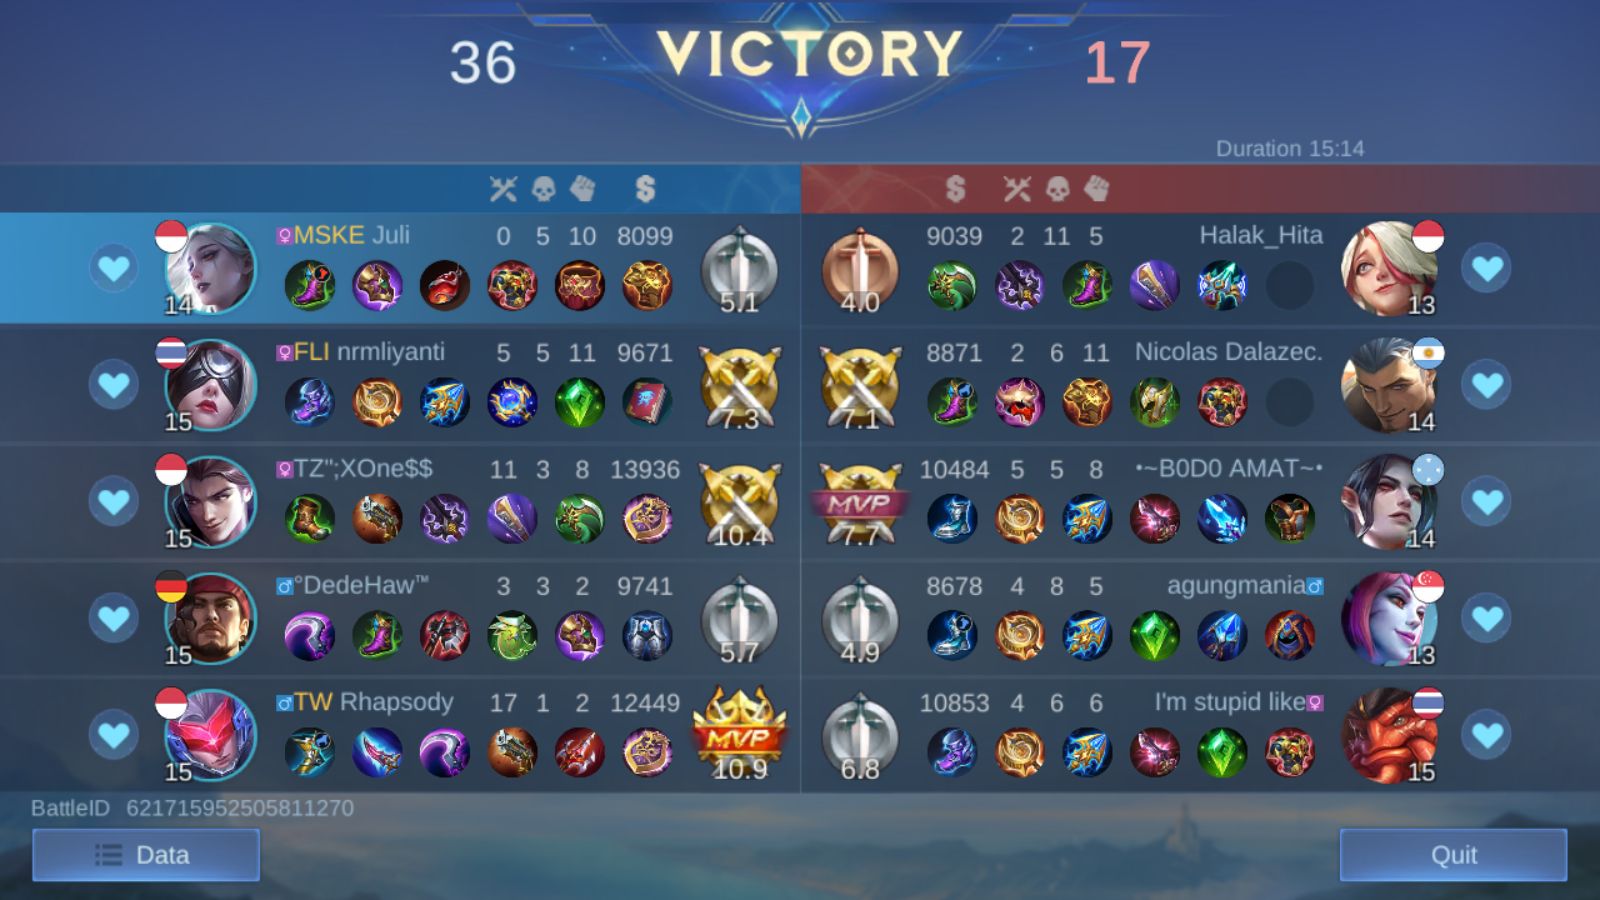 36 VICTORY 17
Duration 15:14
MSKE Juli 0 5 10 8099
14 5.1
9039 2 11 5 Halak_Hita
4.0 13
FLI nrmliyanti 5 5 11 9671
15 7.3
8871 2 6 11 Nicolas Dalazec.
7.1 14
TZ";XOne$$ 11 3 8 13936
15 10.4
10484 5 5 8 •~B0D0 AMAT~•
MVP
7.7 14
°DedeHaw™ 3 3 2 9741
15 5.7
8678 4 8 5 agungmania
4.9 13
TW Rhapsody 17 1 2 12449
MVP
15 10.9
10853 4 6 6 I'm stupid like
6.8 15
BattleID 621715952505811270
Data
Quit